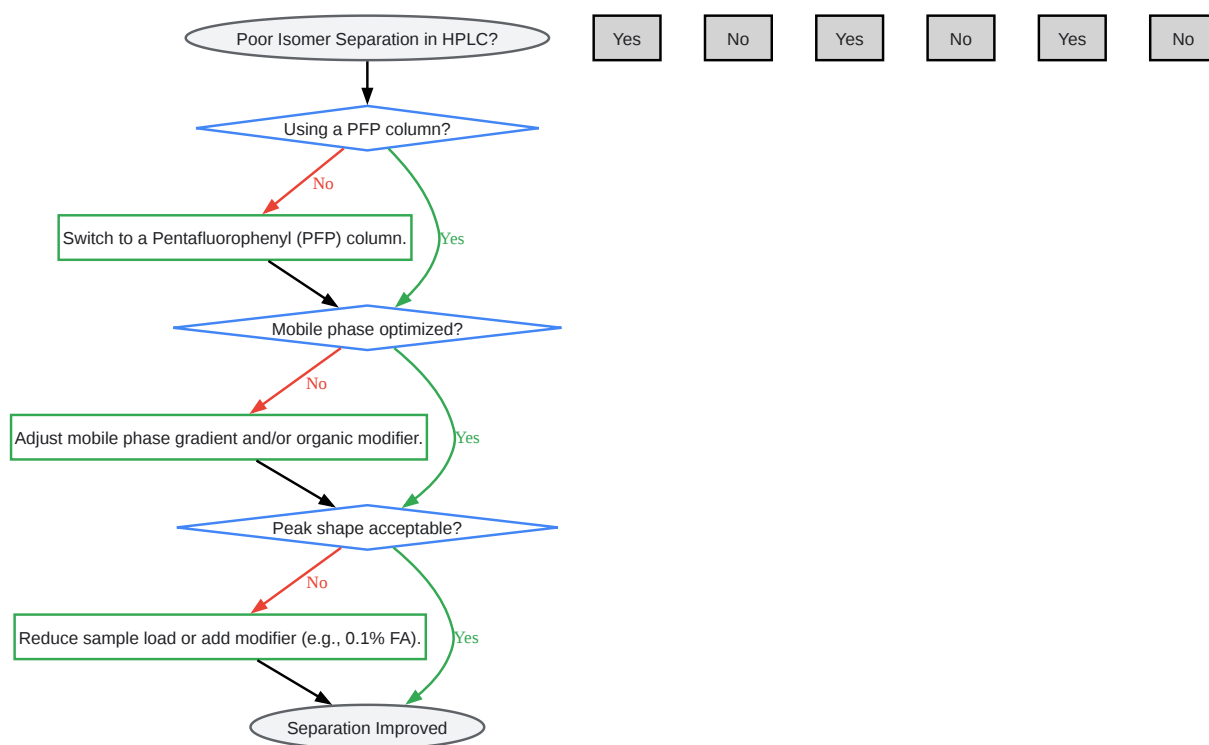 Poor Isomer Separation in HPLC?
Yes
No
Yes
No
Yes
No
Using a PFP column?
No
Switch to a Pentafluorophenyl (PFP) column.
Yes
Mobile phase optimized?
No
Adjust mobile phase gradient and/or organic modifier.
Yes
Peak shape acceptable?
No
Reduce sample load or add modifier (e.g., 0.1% FA).
Yes
Separation Improved